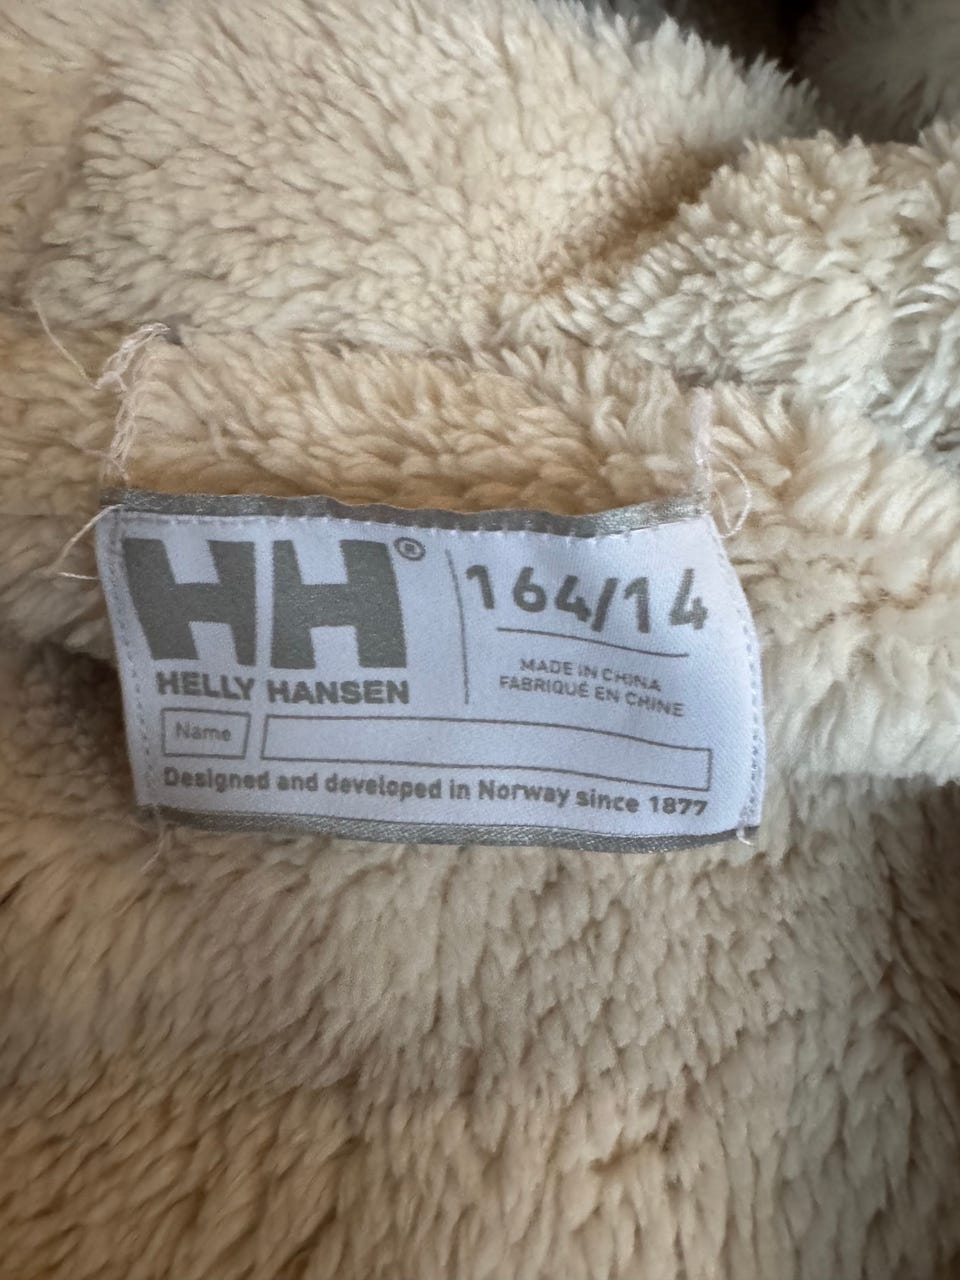 HH®
HELLY HANSEN
164/14
MADE IN CHINA
FABRIQUÉ EN CHINE
Name
Designed and developed in Norway since 1877